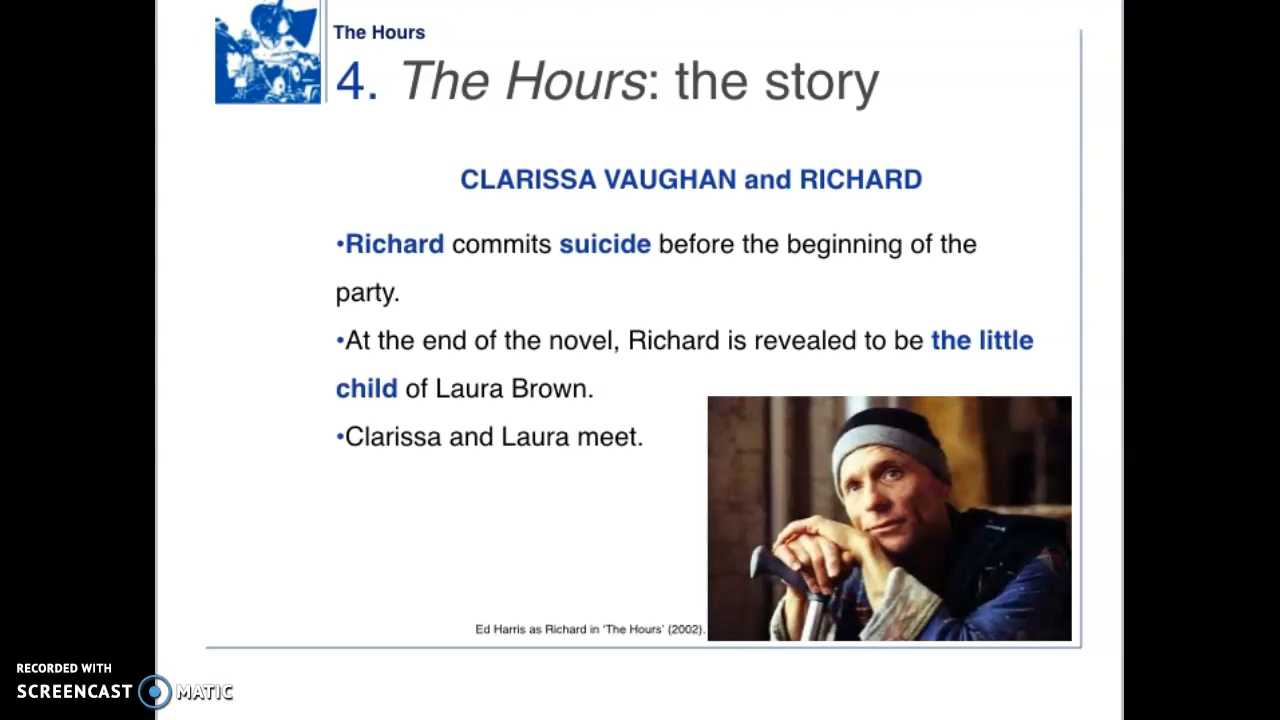 The Hours
4. The Hours: the story
CLARISSA VAUGHAN and RICHARD
•Richard commits suicide before the beginning of the
party.
•At the end of the novel, Richard is revealed to be the little
child of Laura Brown.
•Clarissa and Laura meet.
Ed Harris as Richard in 'The Hours' (2002).
RECORDED WITH
SCREENCAST MATIC